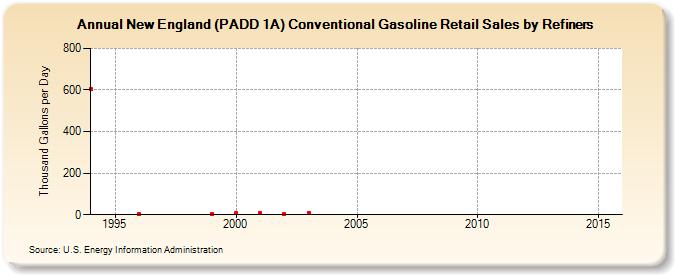 Annual New England (PADD 1A) Conventional Gasoline Retail Sales by Refiners
Thousand Gallons per Day
800
600
400
200
0
1995 2000 2005 2010 2015
Source: U.S. Energy Information Administration